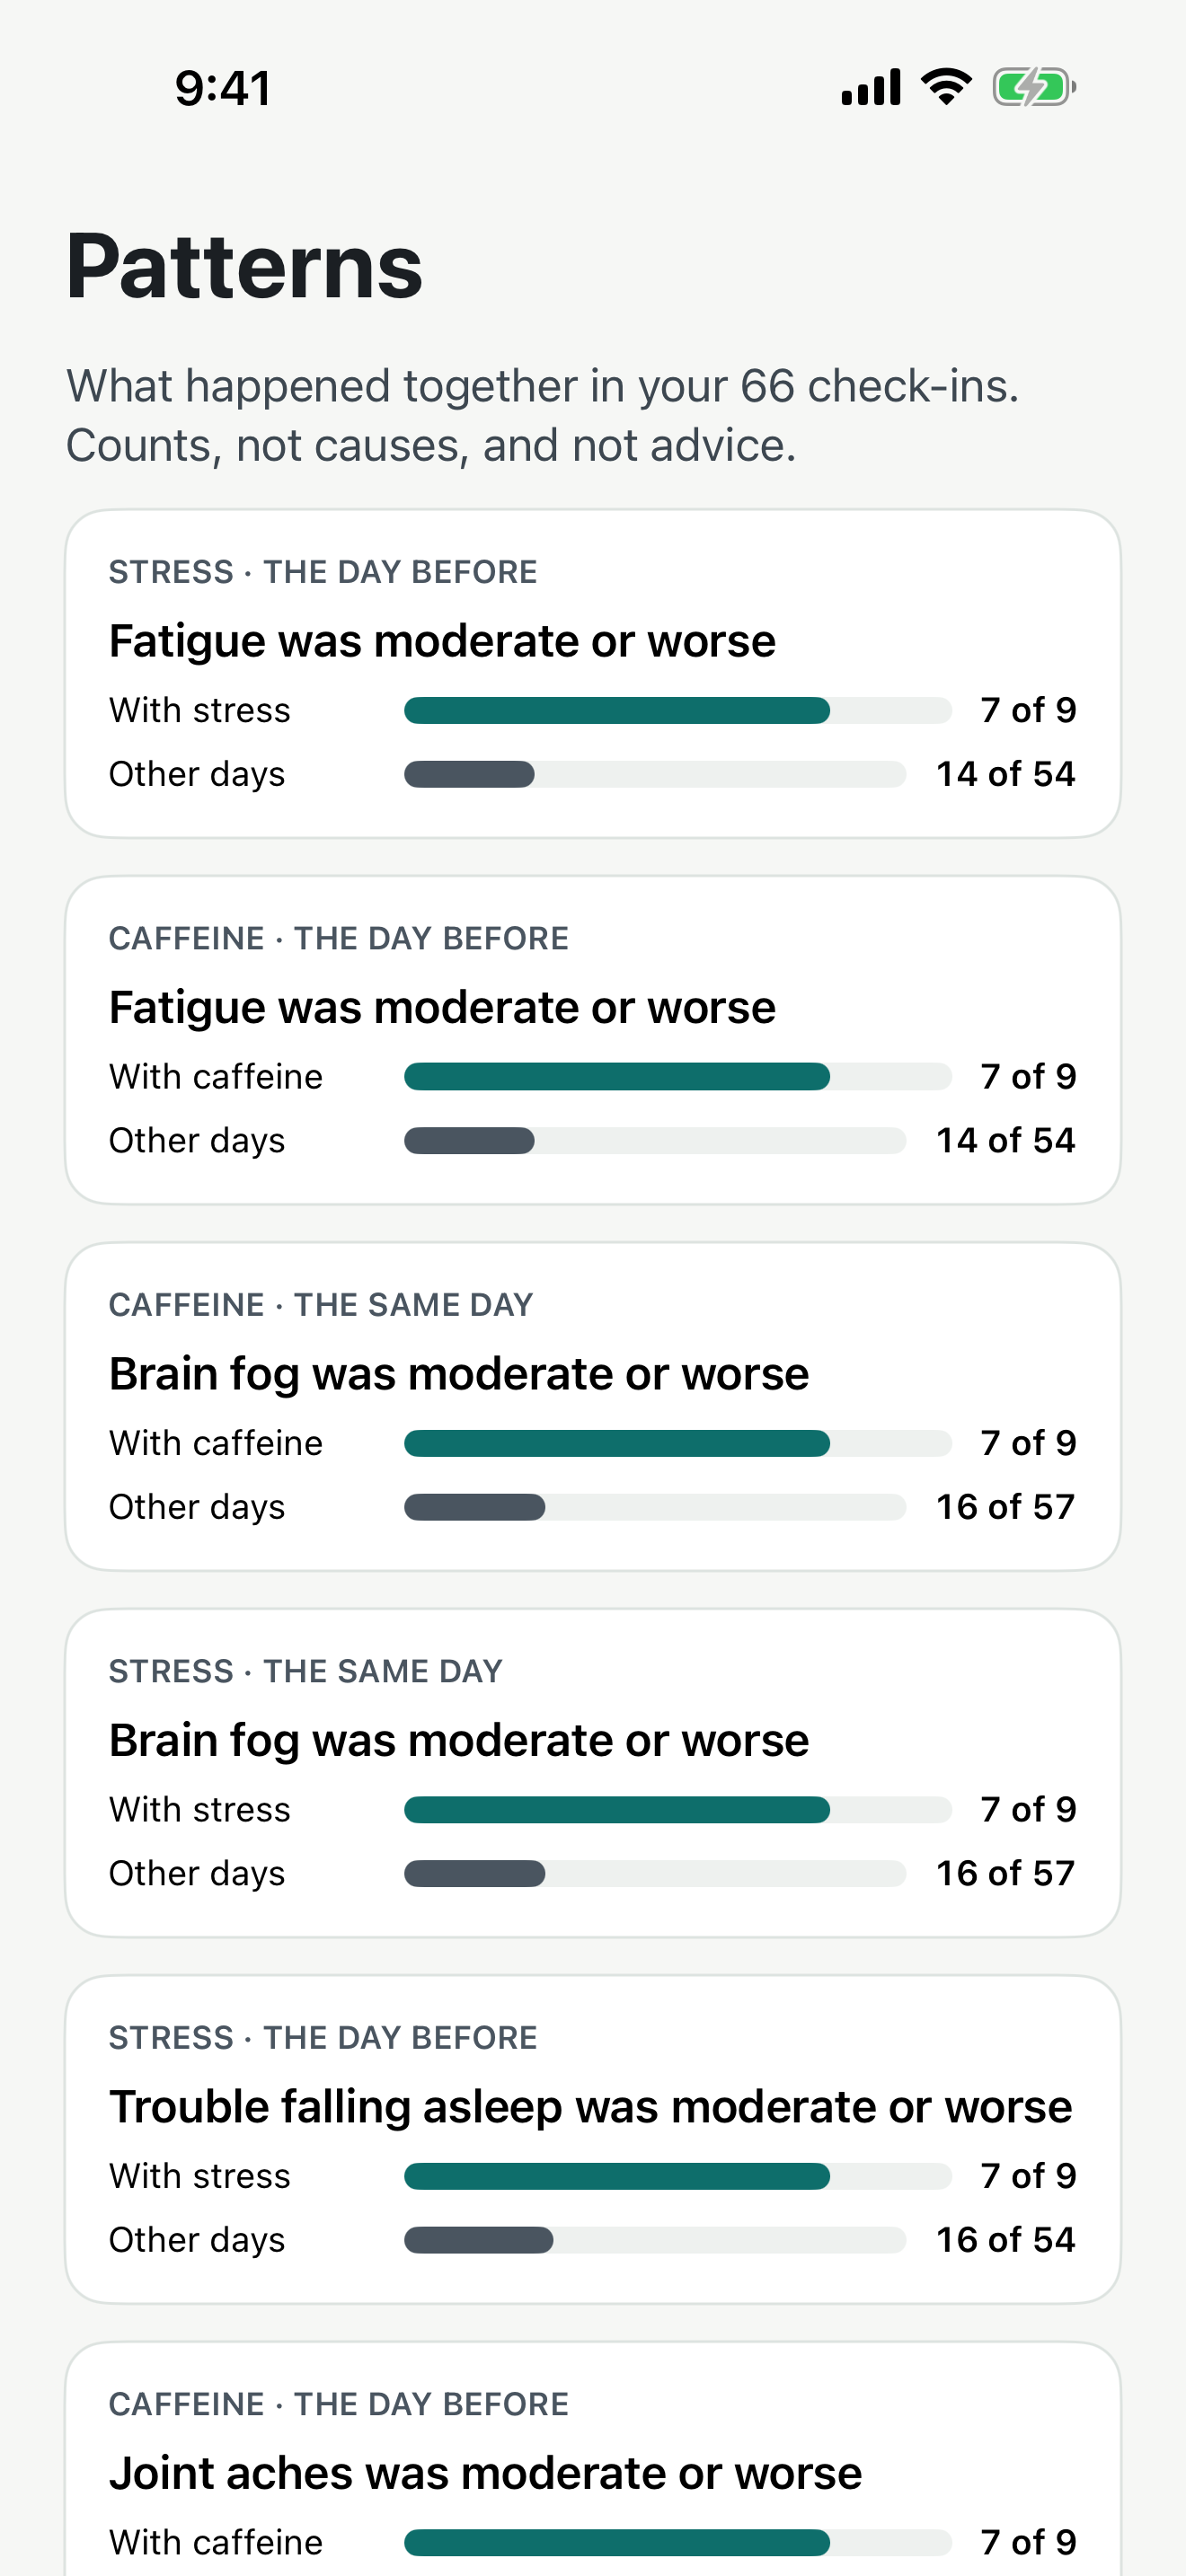 9:41
Patterns
What happened together in your 66 check-ins.
Counts, not causes, and not advice.
STRESS · THE DAY BEFORE
Fatigue was moderate or worse
With stress 7 of 9
Other days 14 of 54
CAFFEINE · THE DAY BEFORE
Fatigue was moderate or worse
With caffeine 7 of 9
Other days 14 of 54
CAFFEINE · THE SAME DAY
Brain fog was moderate or worse
With caffeine 7 of 9
Other days 16 of 57
STRESS · THE SAME DAY
Brain fog was moderate or worse
With stress 7 of 9
Other days 16 of 57
STRESS · THE DAY BEFORE
Trouble falling asleep was moderate or worse
With stress 7 of 9
Other days 16 of 54
CAFFEINE · THE DAY BEFORE
Joint aches was moderate or worse
With caffeine 7 of 9